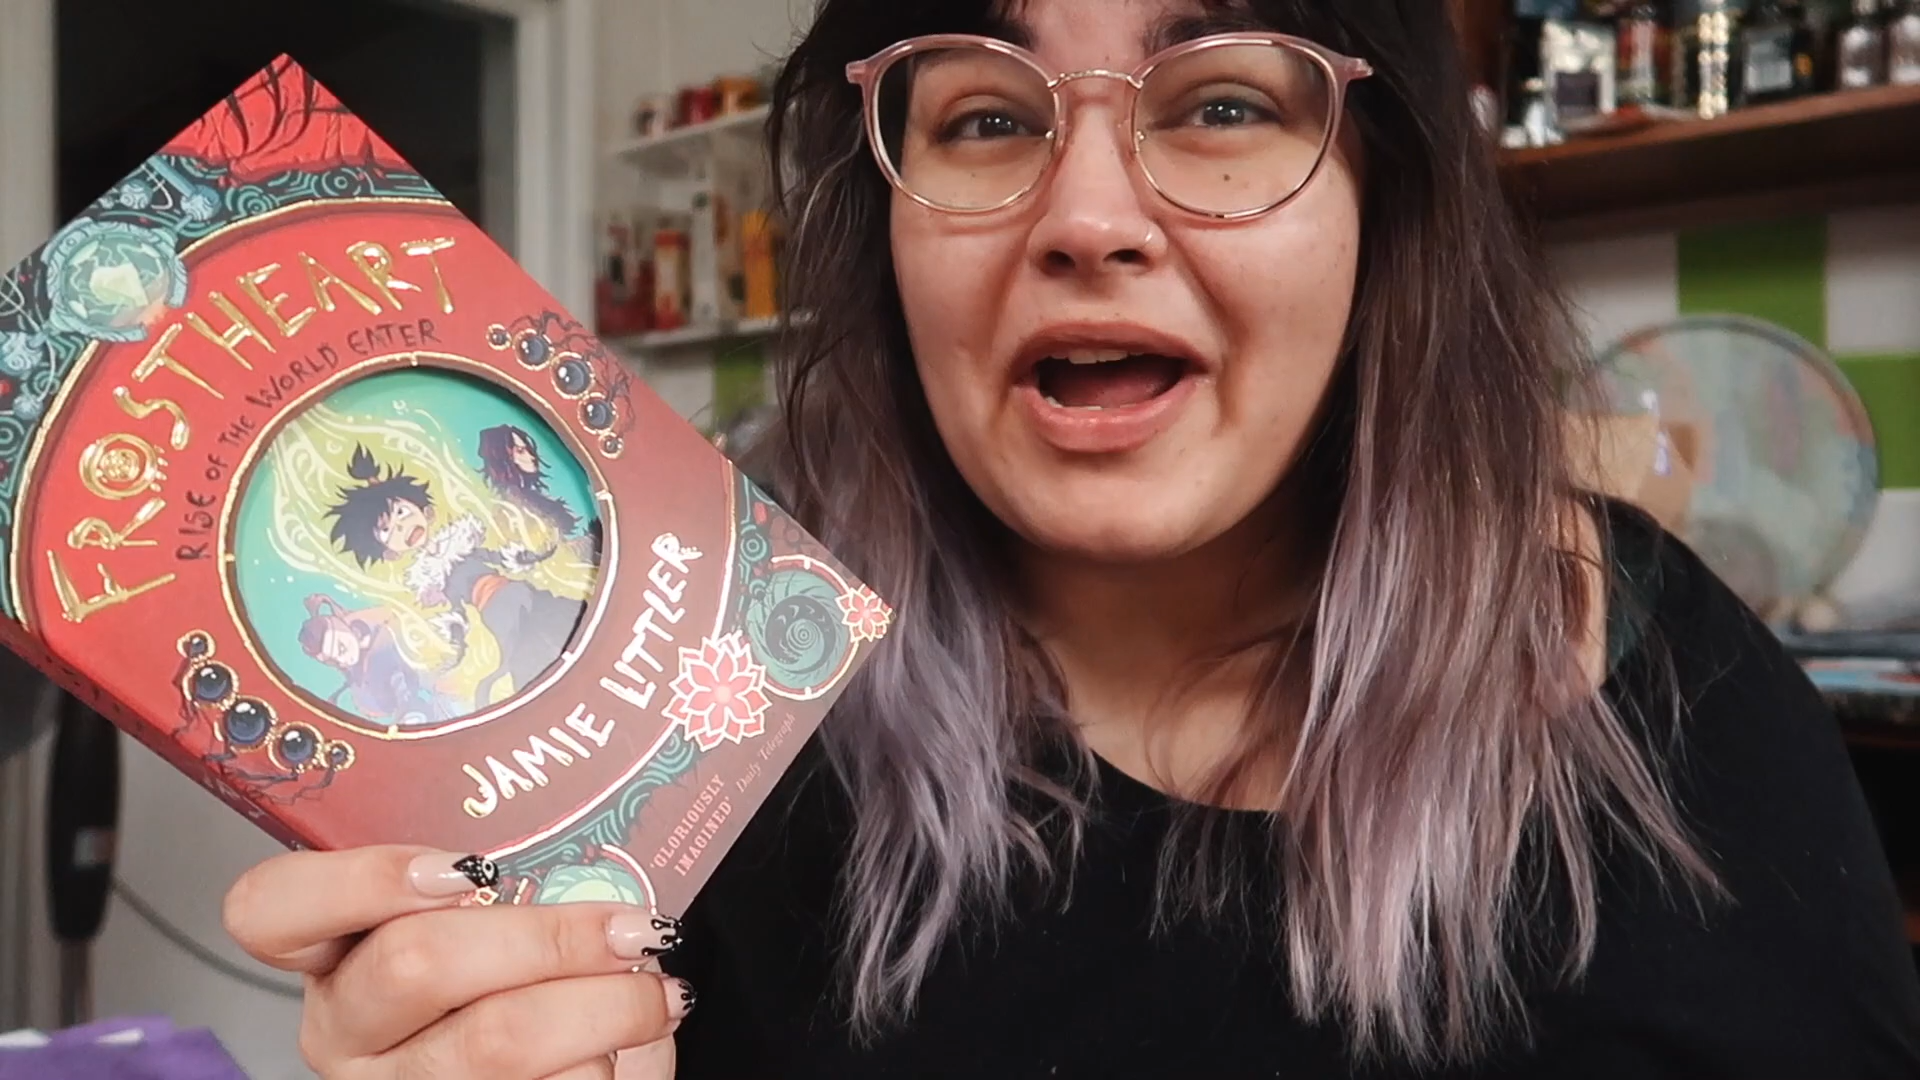 FROSTHEART
RISE OF THE WORLD EATER
JAMIE LITTLER
'GLORIOUSLY
IMAGINED' Daily Telegraph